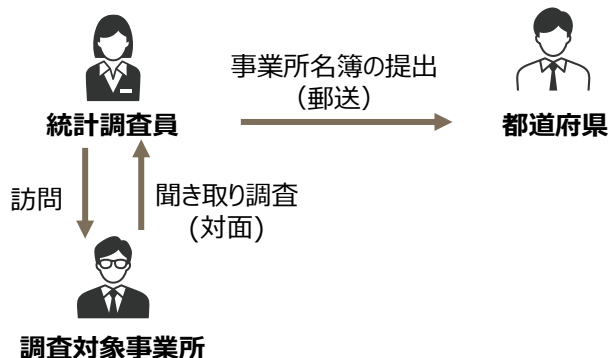 事業所名簿の提出
（郵送）
統計調査員
都道府県
訪問
聞き取り調査
(対面)
調査対象事業所